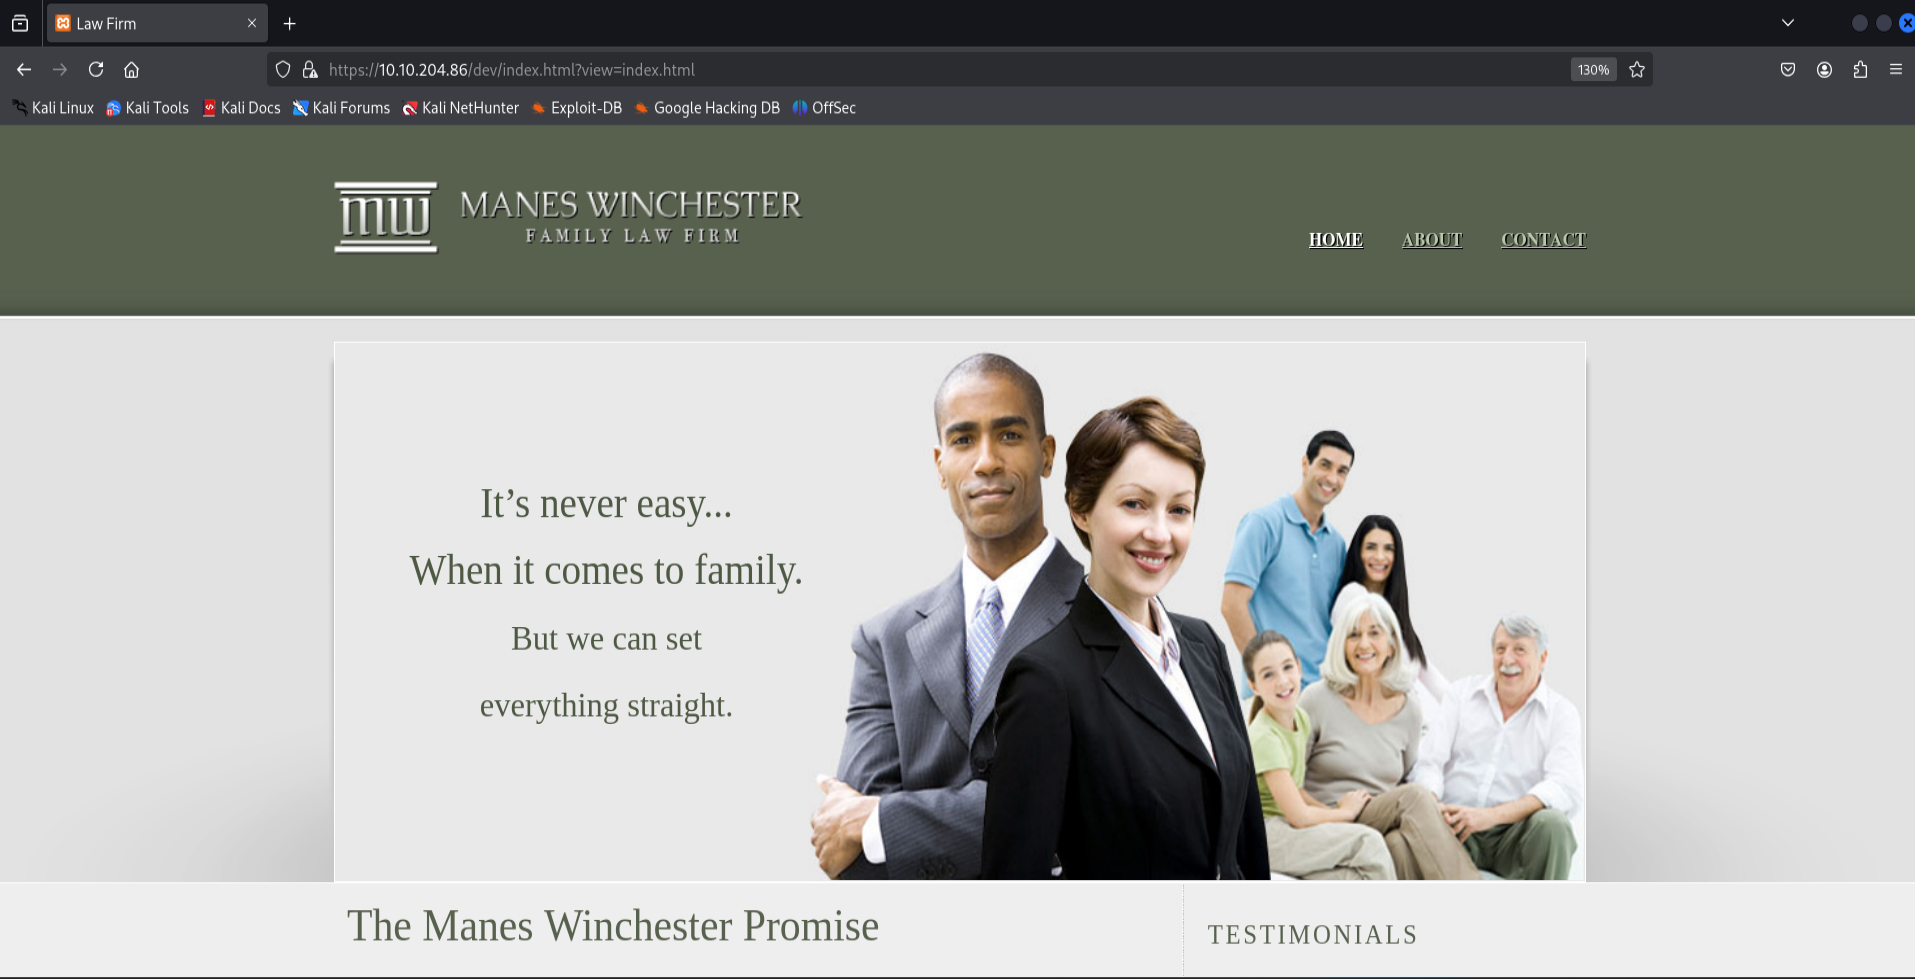 Law Firm
https://10.10.204.86/dev/index.html?view=index.html
130%
Kali Linux Kali Tools Kali Docs Kali Forums Kali NetHunter Exploit-DB Google Hacking DB OffSec
mw
MANES WINCHESTER
FAMILY LAW FIRM
HOME ABOUT CONTACT
It’s never easy...
When it comes to family.
But we can set
everything straight.
The Manes Winchester Promise
TESTIMONIALS